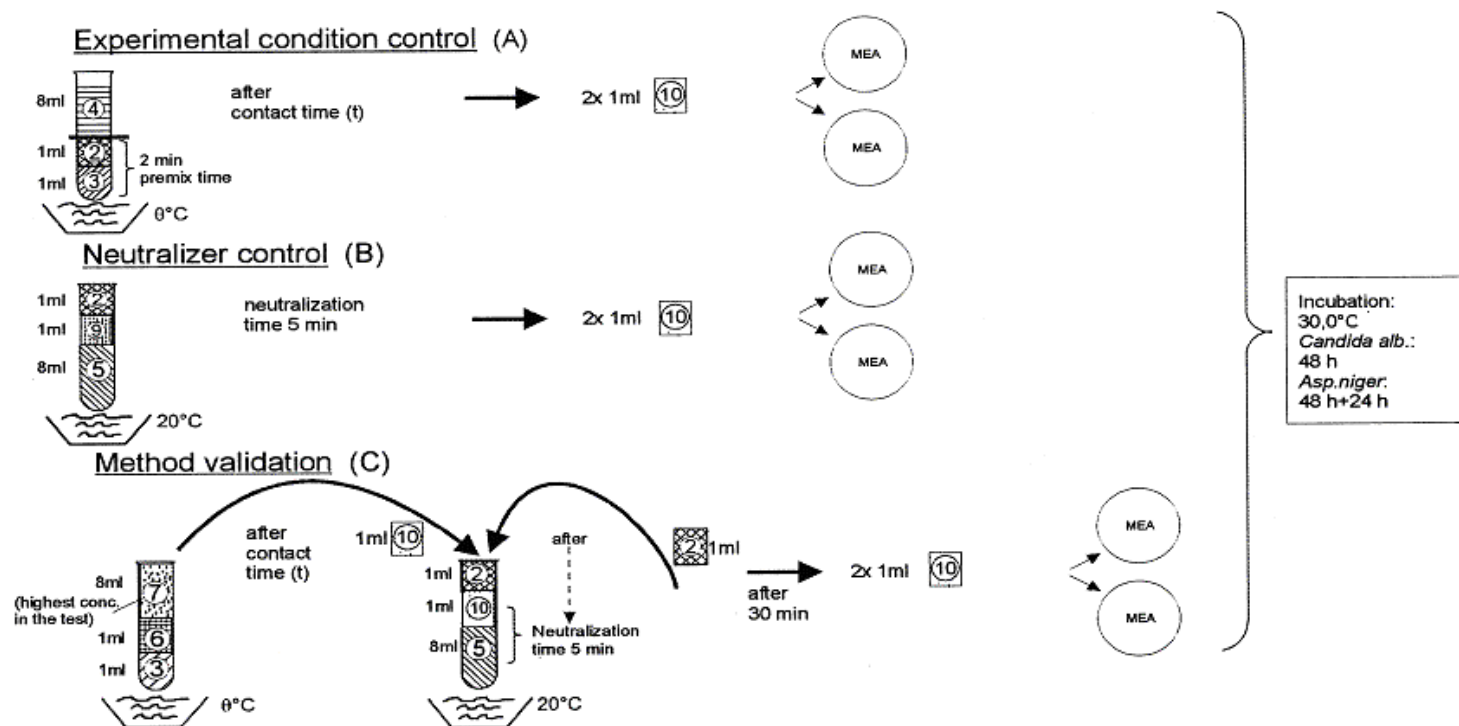 Experimental condition control (A)
8ml
4
after
contact time (t)
2x 1ml
10
MEA
MEA
1ml
2
2 min
premix time
1ml
3
θ°C
Neutralizer control (B)
1ml
2
neutralization
time 5 min
2x 1ml
10
MEA
MEA
1ml
9
8ml
5
20°C
Method validation (C)
after
contact
time (t)
1ml
10
after
2
1ml
8ml
7
(highest conc.
in the test)
1ml
6
1ml
3
θ°C
1ml
2
1ml
10
8ml
5
Neutralization
time 5 min
20°C
after
30 min
2x 1ml
10
MEA
MEA
Incubation:
30,0°C
Candida alb.:
48 h
Asp.niger:
48 h+24 h